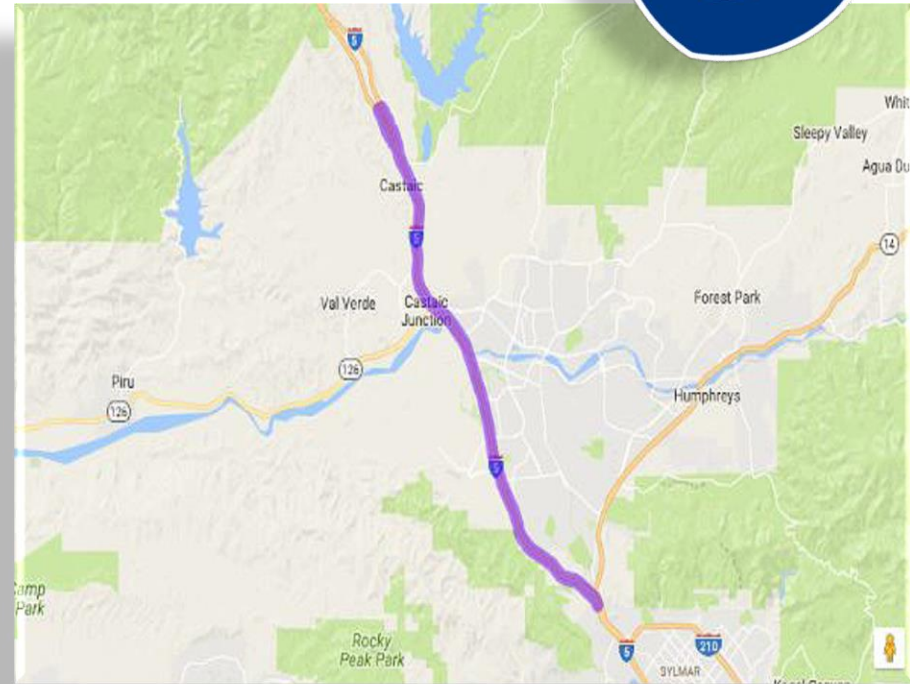 5
Whit
Sleepy Valley
Agua Du
Castaic
5
14
Val Verde
Castaic
Junction
Forest Park
126
Piru
126
Humphreys
5
amp
Park
Rocky
Peak Park
5
210
SYLMAR